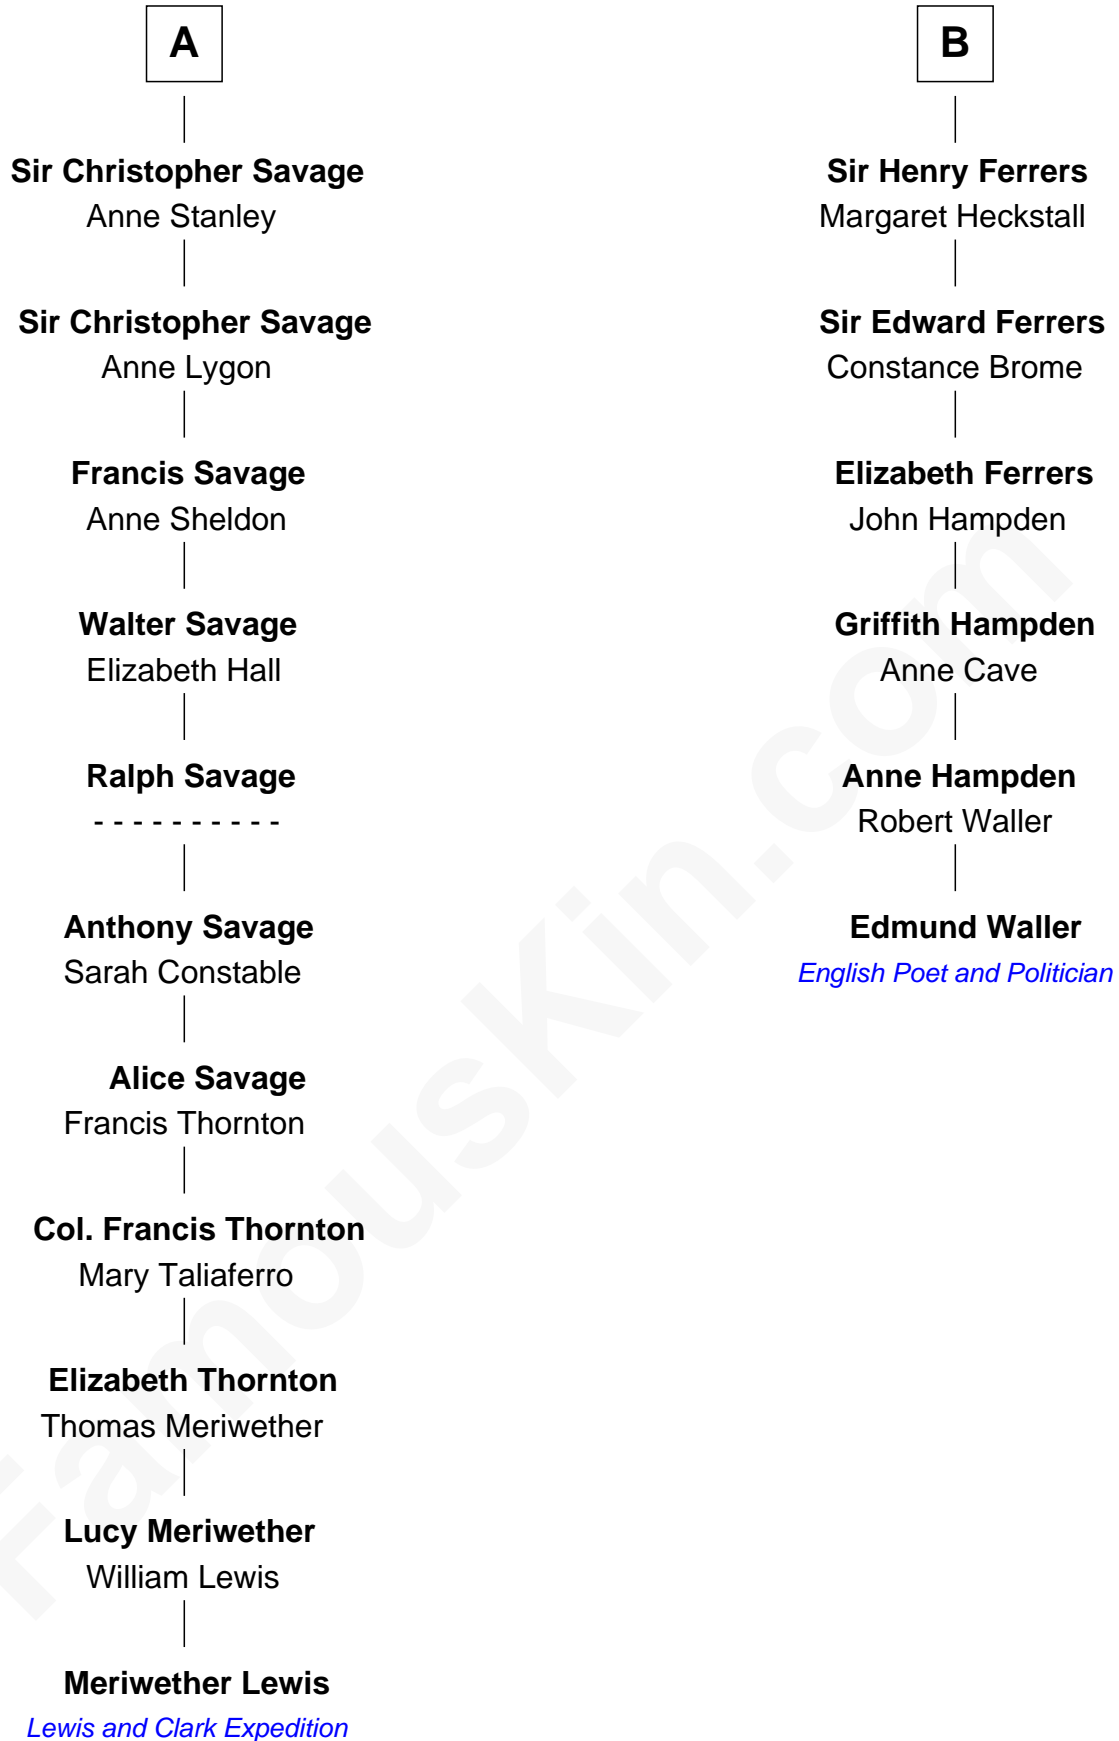 A
Sir Christopher Savage
Anne Stanley
Sir Christopher Savage
Anne Lygon
Francis Savage
Anne Sheldon
Walter Savage
Elizabeth Hall
Ralph Savage
- - - - - - - - - -
Anthony Savage
Sarah Constable
Alice Savage
Francis Thornton
Col. Francis Thornton
Mary Taliaferro
Elizabeth Thornton
Thomas Meriwether
Lucy Meriwether
William Lewis
Meriwether Lewis
Lewis and Clark Expedition
B
Sir Henry Ferrers
Margaret Heckstall
Sir Edward Ferrers
Constance Brome
Elizabeth Ferrers
John Hampden
Griffith Hampden
Anne Cave
Anne Hampden
Robert Waller
Edmund Waller
English Poet and Politician
FamousKin.com